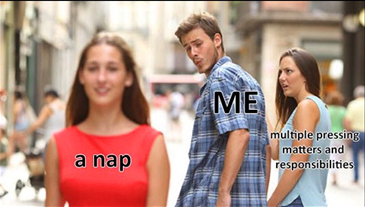 a nap
ME
multiple pressing
matters and
responsibilities